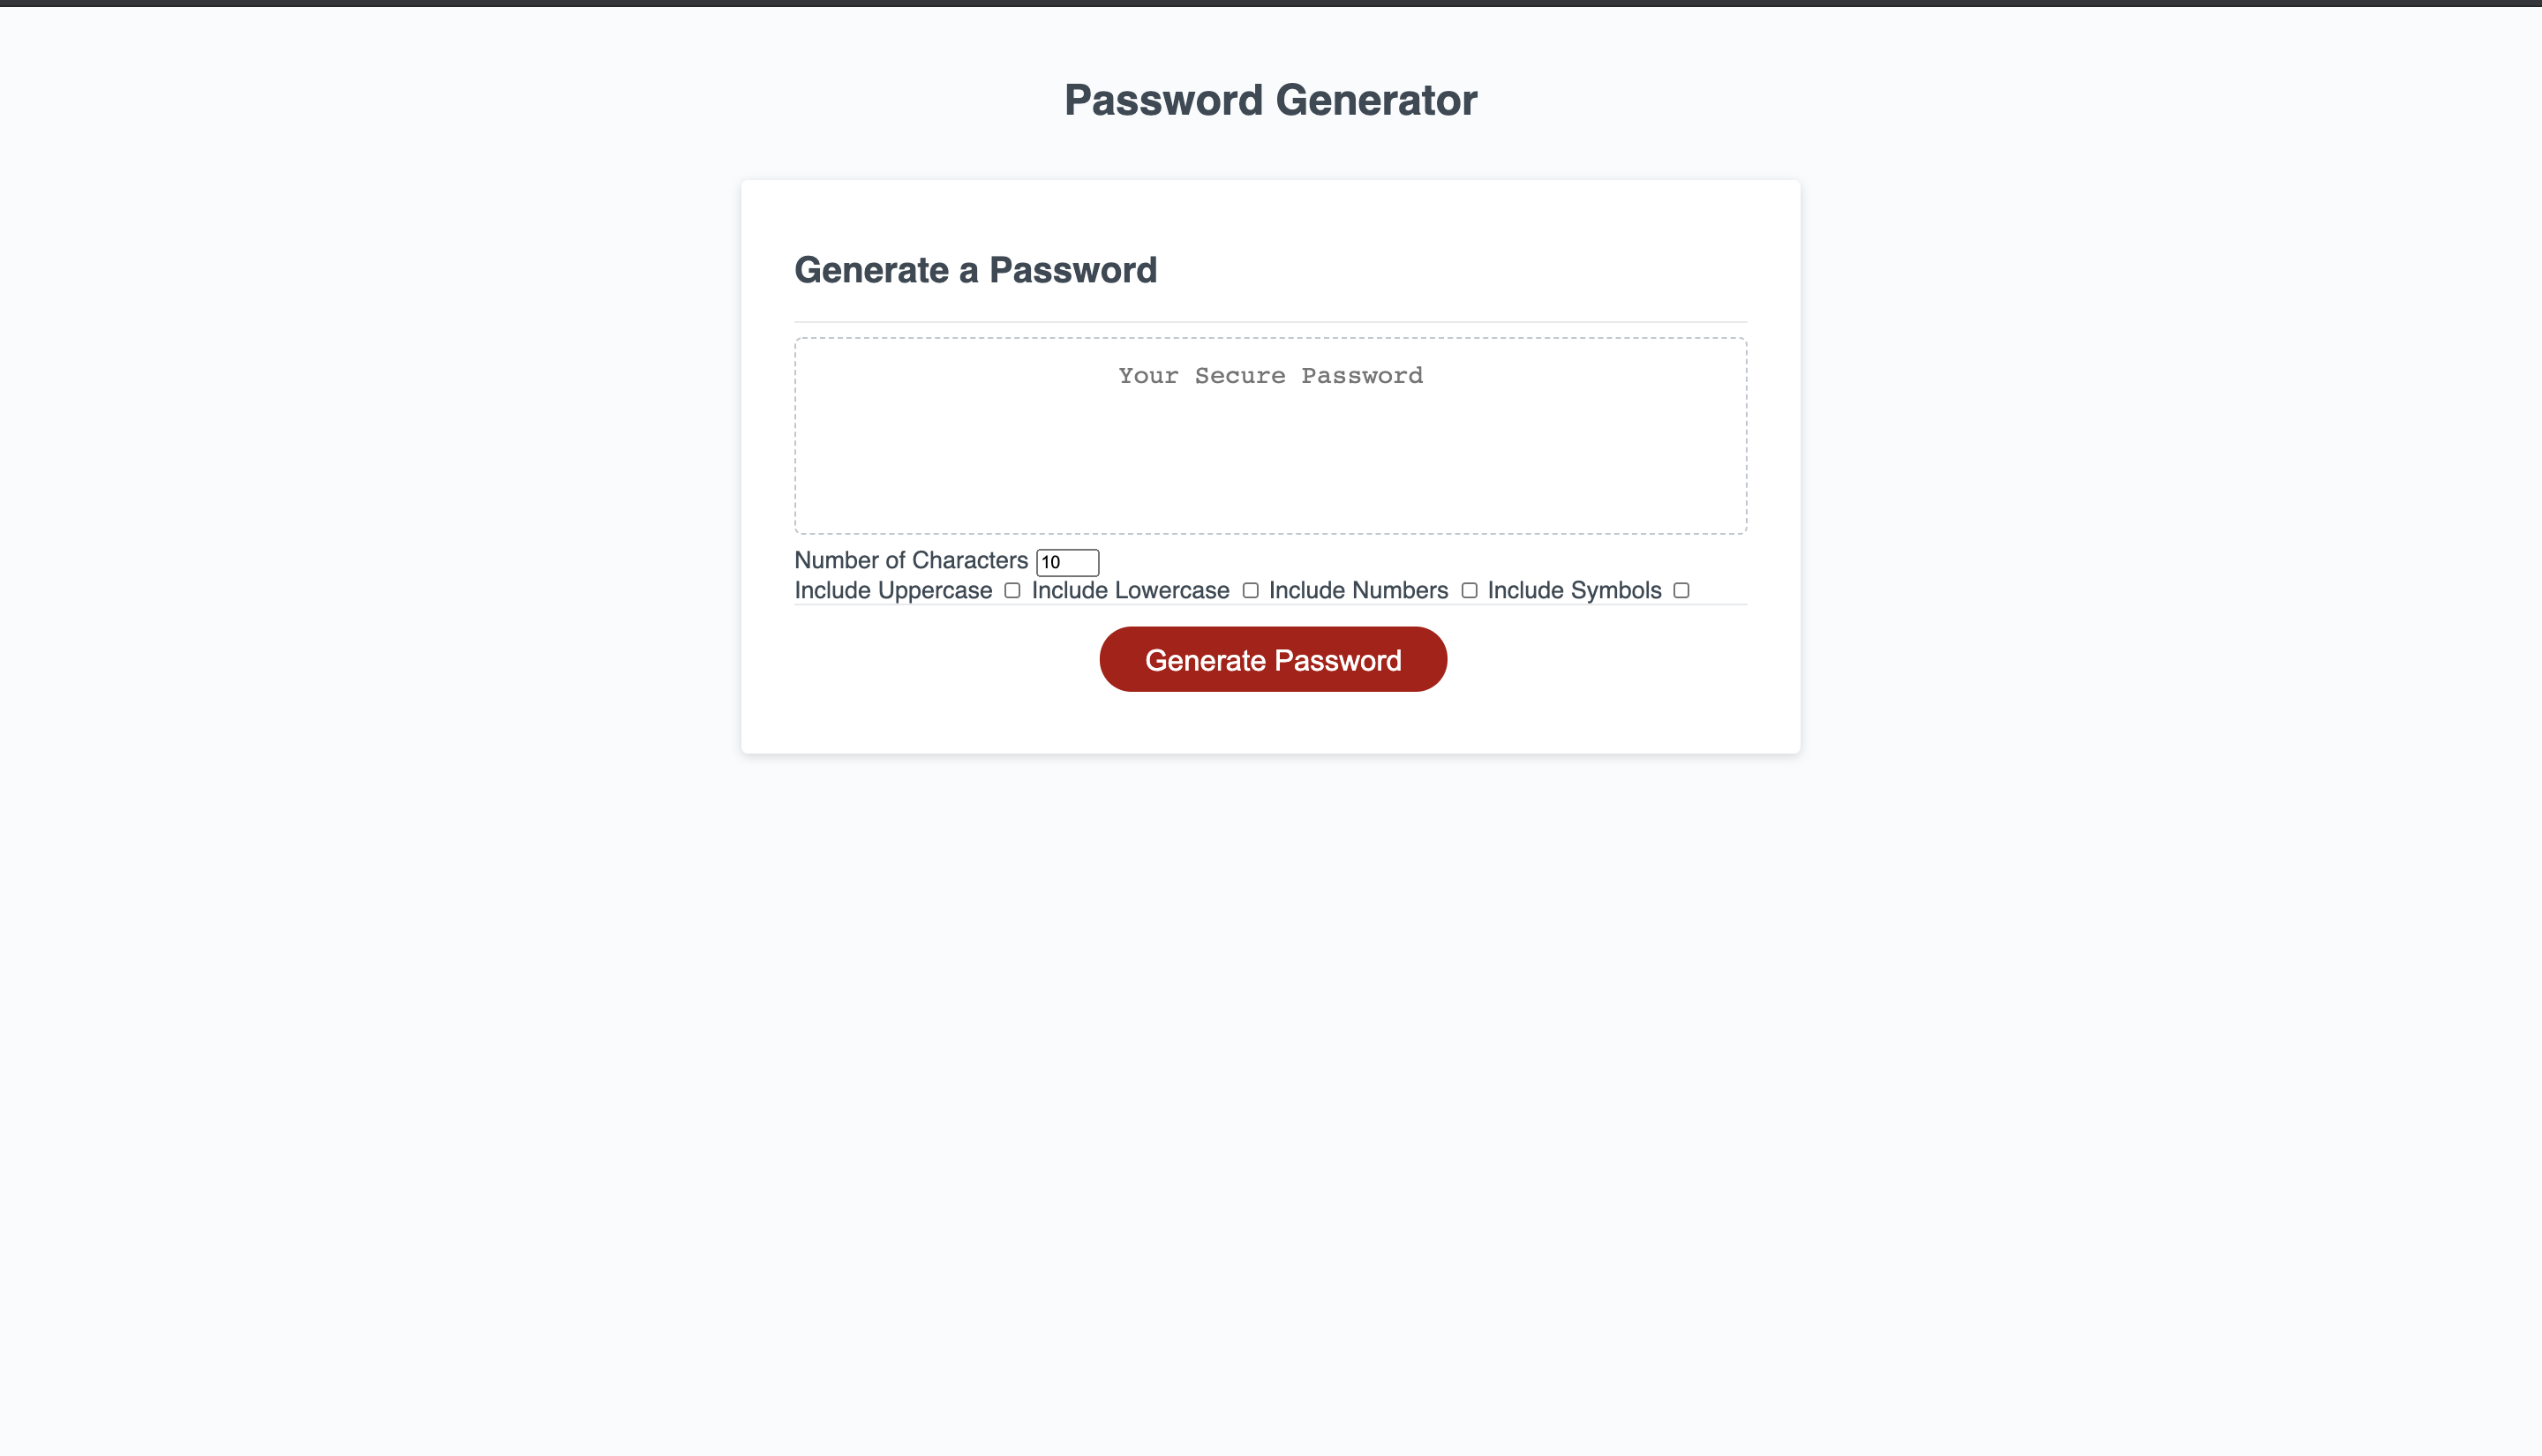 Password Generator
Generate a Password
Your Secure Password
Number of Characters 10
Include Uppercase Include Lowercase Include Numbers Include Symbols
Generate Password